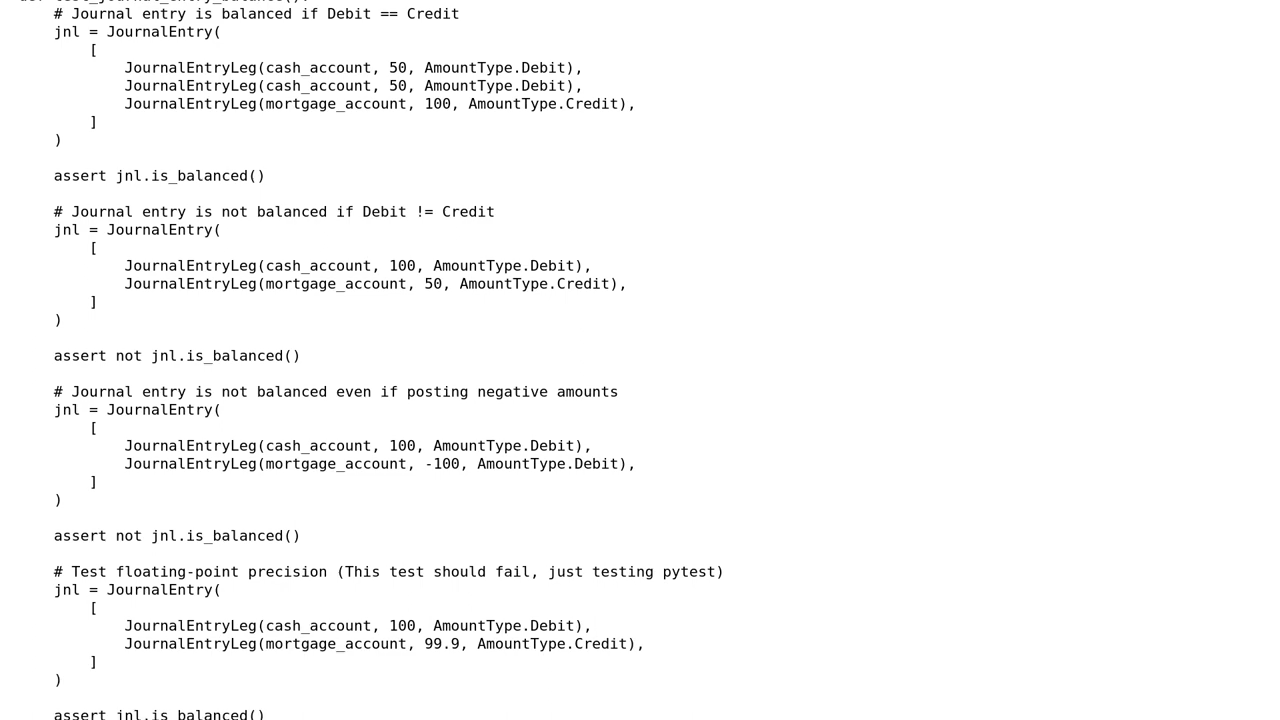 # Journal entry is balanced if Debit == Credit
jnl = JournalEntry(
[
JournalEntryLeg(cash_account, 50, AmountType.Debit),
JournalEntryLeg(cash_account, 50, AmountType.Debit),
JournalEntryLeg(mortgage_account, 100, AmountType.Credit),
]
)
assert jnl.is_balanced()
# Journal entry is not balanced if Debit != Credit
jnl = JournalEntry(
[
JournalEntryLeg(cash_account, 100, AmountType.Debit),
JournalEntryLeg(mortgage_account, 50, AmountType.Credit),
]
)
assert not jnl.is_balanced()
# Journal entry is not balanced even if posting negative amounts
jnl = JournalEntry(
[
JournalEntryLeg(cash_account, 100, AmountType.Debit),
JournalEntryLeg(mortgage_account, -100, AmountType.Debit),
]
)
assert not jnl.is_balanced()
# Test floating-point precision (This test should fail, just testing pytest)
jnl = JournalEntry(
[
JournalEntryLeg(cash_account, 100, AmountType.Debit),
JournalEntryLeg(mortgage_account, 99.9, AmountType.Credit),
]
)
assert jnl.is_balanced()